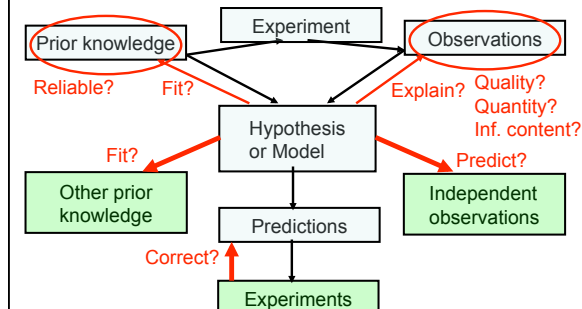 Experiment
Prior knowledge
Observations
Reliable?
Fit?
Explain?
Quality?
Quantity?
Inf. content?
Hypothesis
or Model
Fit?
Predict?
Other prior
knowledge
Independent
observations
Predictions
Correct?
Experiments